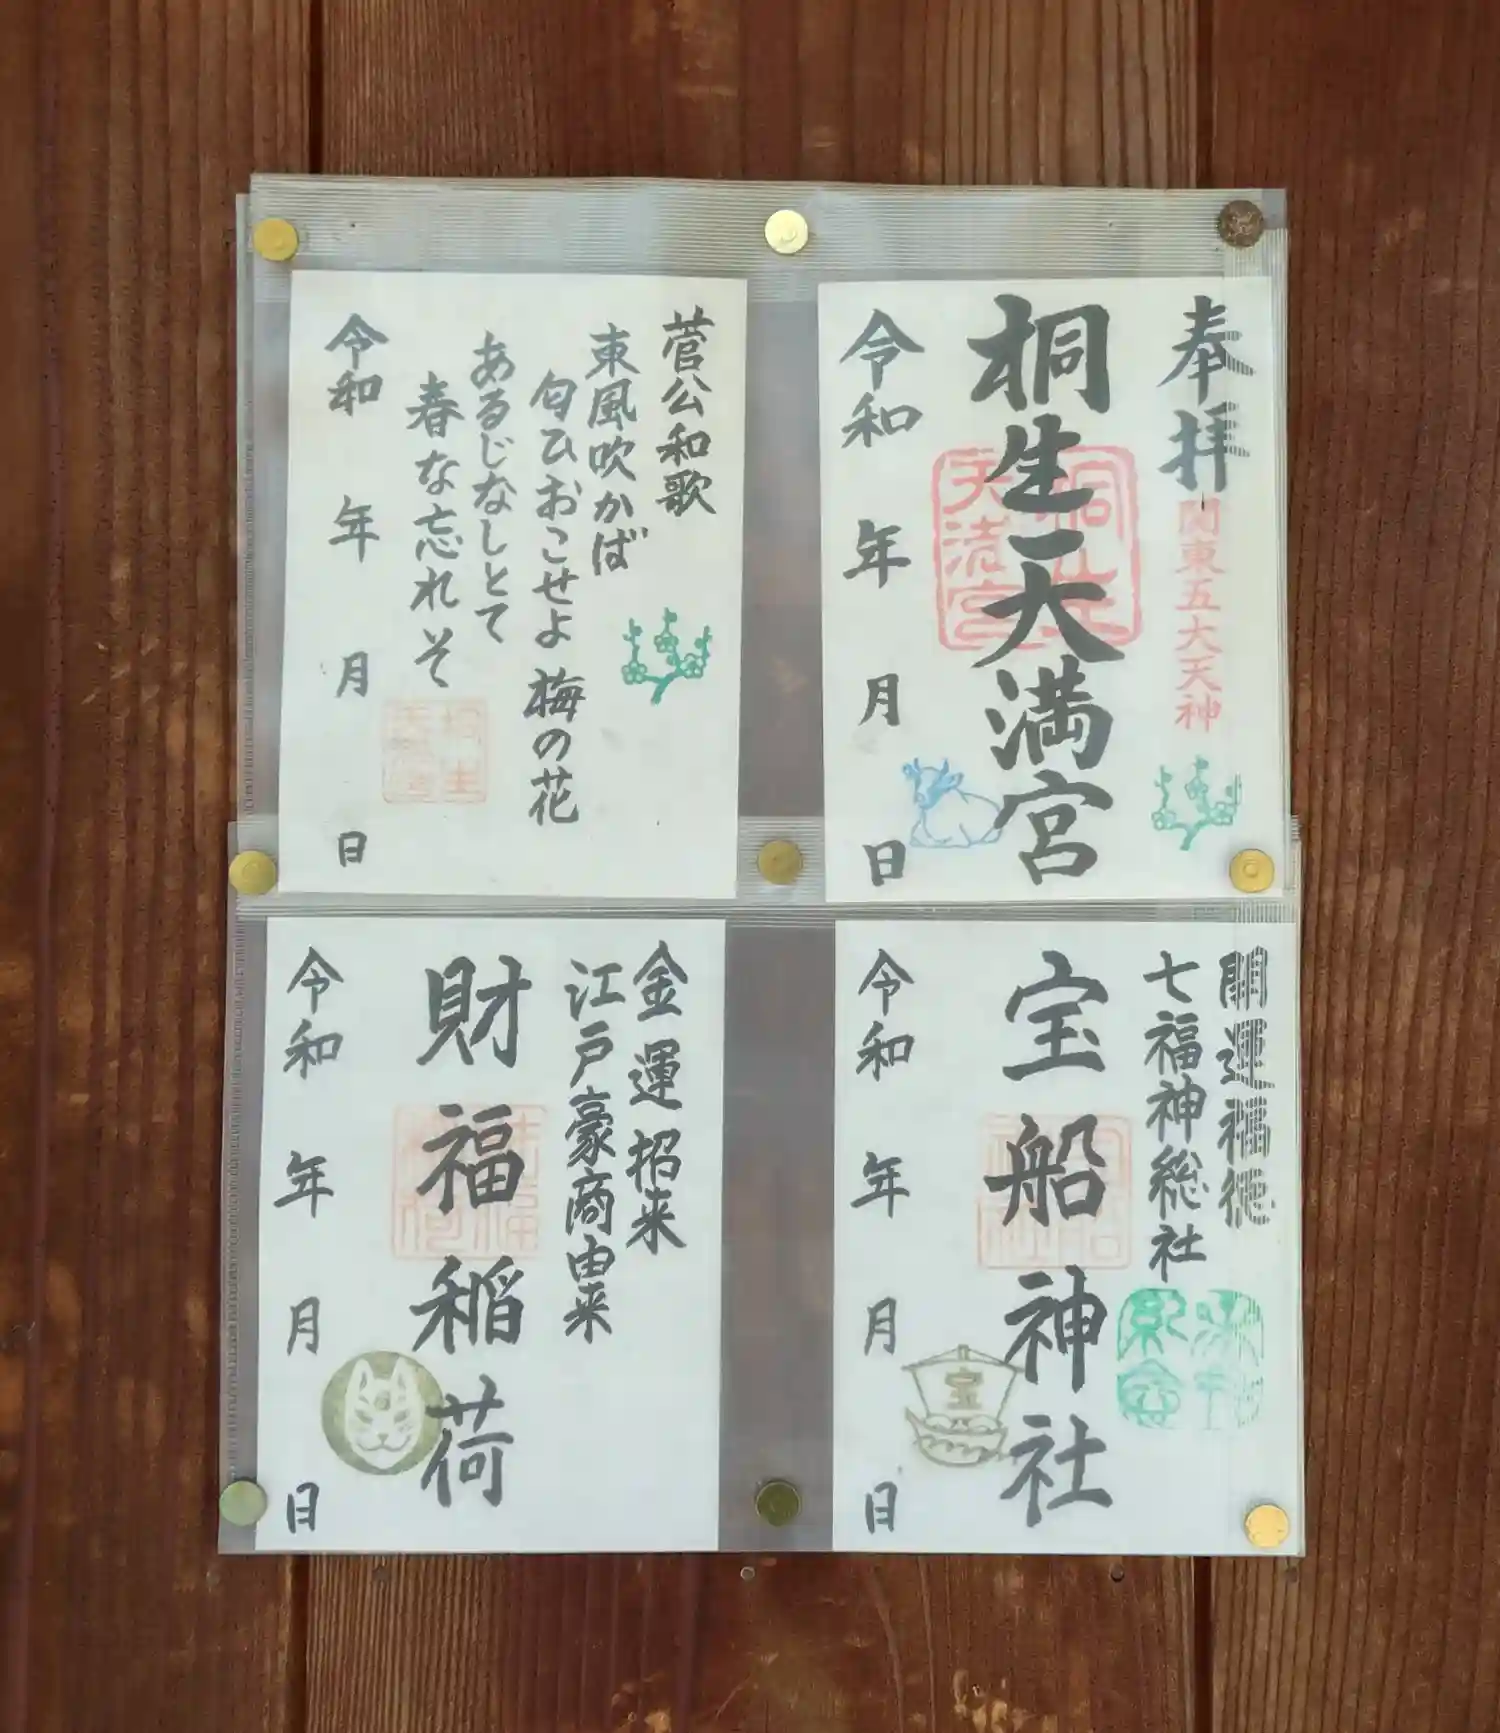 奉拝
関東五大天神
桐生天満宮
令和 年 月 日
菅公和歌
東風吹かば
匂ひおこせよ 梅の花
あるじなしとて
春な忘れそ
令和 年 月 日
開運福徳
七福神総社
宝船神社
宝
令和 年 月 日
金運招来
江戸豪商由来
財福稲荷
令和 年 月 日